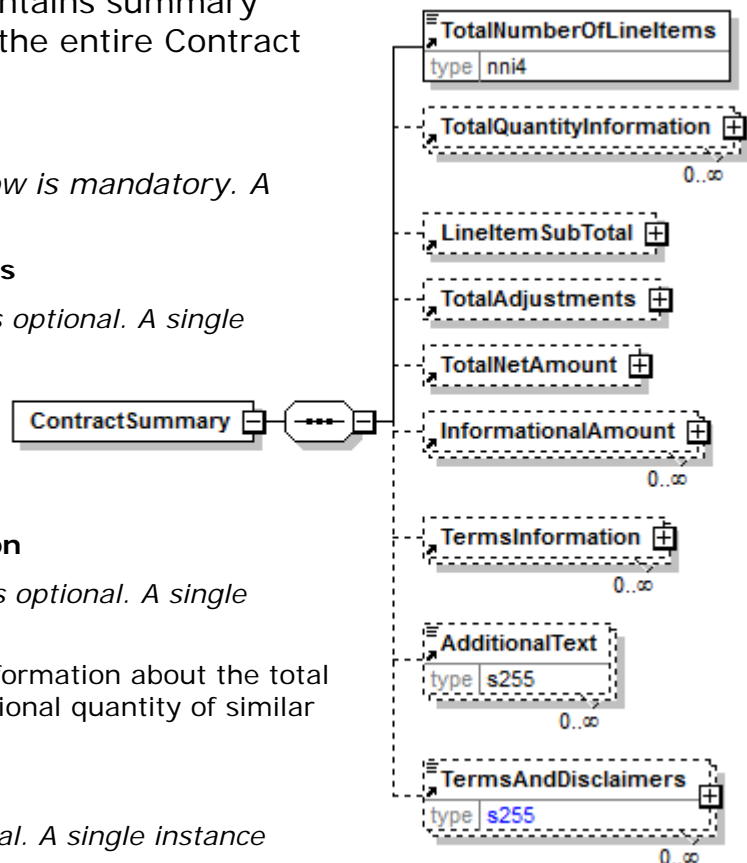 ntains summary
the entire Contract
ow is mandatory. A
s
s optional. A single
on
s optional. A single
formation about the total
ional quantity of similar
al. A single instance
ContractSummary
TotalNumberOfLineItems
type nni4
TotalQuantityInformation
0..∞
LineItemSubTotal
TotalAdjustments
TotalNetAmount
InformationalAmount
0..∞
TermsInformation
0..∞
AdditionalText
type s255
0..∞
TermsAndDisclaimers
type s255
0..∞